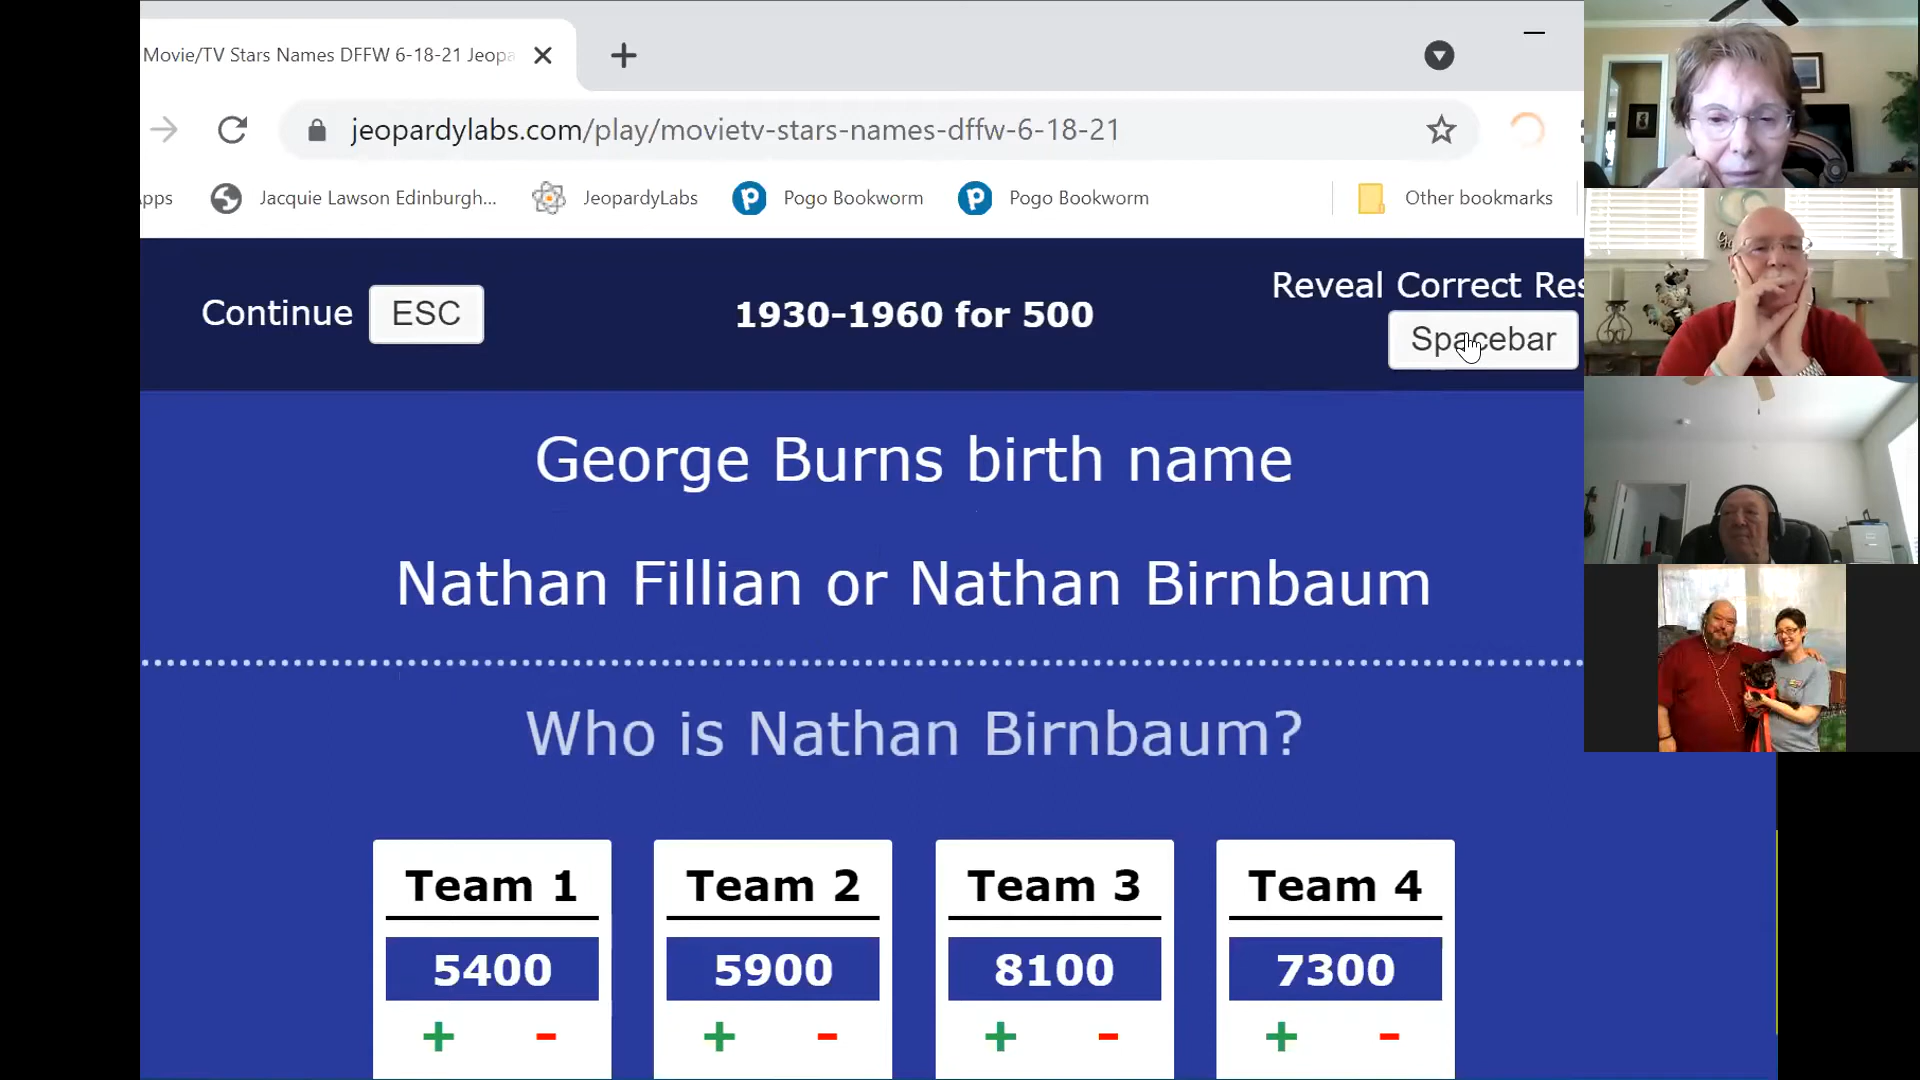 Movie/TV Stars Names DFFW 6-18-21 Jeopa
jeopardylabs.com/play/movietv-stars-names-dffw-6-18-21
pps
Jacquie Lawson Edinburgh...
JeopardyLabs
Pogo Bookworm
Pogo Bookworm
Other bookmarks
Continue ESC
1930-1960 for 500
Reveal Correct Res
Spacebar
George Burns birth name
Nathan Fillian or Nathan Birnbaum
Who is Nathan Birnbaum?
Team 1 Team 2 Team 3 Team 4
5400 5900 8100 7300
+ - + - + - + -